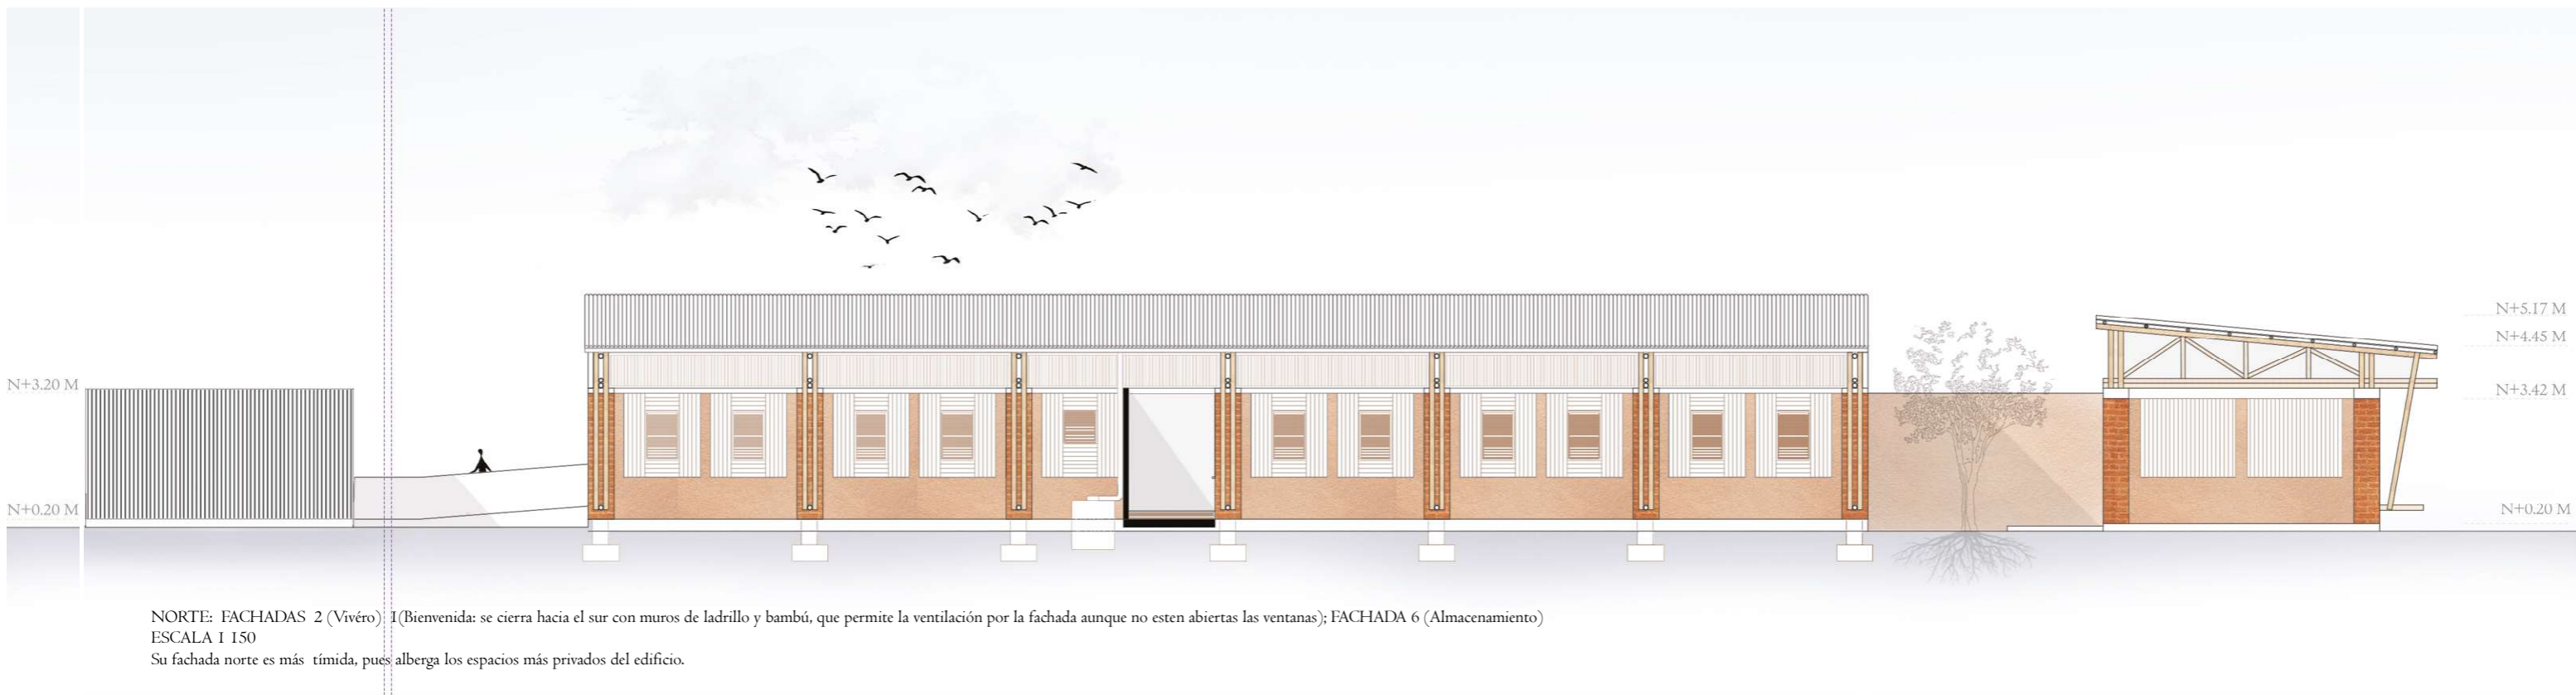 N+5.17 M
N+4.45 M
N+3.20 M
N+3.42 M
N+0.20 M
N+0.20 M
NORTE: FACHADAS 2 (Vivéro) 1(Bienvenida: se cierra hacia el sur con muros de ladrillo y bambú, que permite la ventilación por la fachada aunque no esten abiertas las ventanas); FACHADA 6 (Almacenamiento)
ESCALA 1 150
Su fachada norte es más tímida, pues alberga los espacios más privados del edificio.